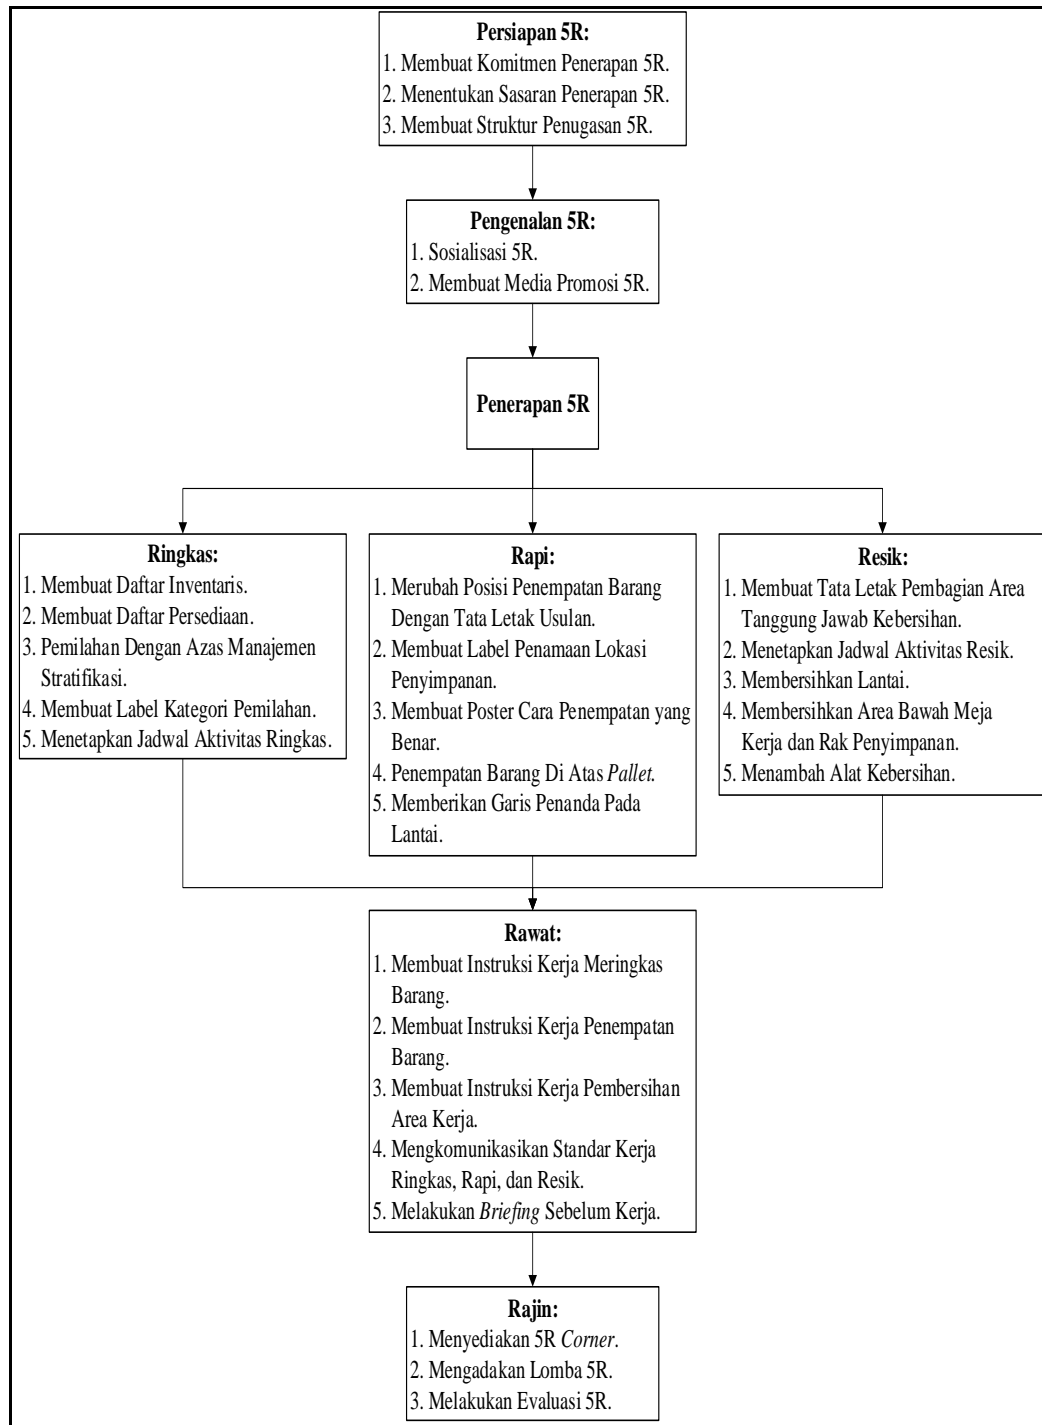 Persiapan 5R:
1. Membuat Komitmen Penerapan 5R.
2. Menentukan Sasaran Penerapan 5R.
3. Membuat Struktur Penugasan 5R.
Pengenalan 5R:
1. Sosialisasi 5R.
2. Membuat Media Promosi 5R.
Penerapan 5R
Ringkas:
1. Membuat Daftar Inventaris.
2. Membuat Daftar Persediaan.
3. Pemilahan Dengan Azas Manajemen
Stratifikasi.
4. Membuat Label Kategori Pemilahan.
5. Menetapkan Jadwal Aktivitas Ringkas.
Rapi:
1. Merubah Posisi Penempatan Barang
Dengan Tata Letak Usulan.
2. Membuat Label Penamaan Lokasi
Penyimpanan.
3. Membuat Poster Cara Penempatan yang
Benar.
4. Penempatan Barang Di Atas Pallet.
5. Memberikan Garis Penanda Pada
Lantai.
Resik:
1. Membuat Tata Letak Pembagian Area
Tanggung Jawab Kebersihan.
2. Menetapkan Jadwal Aktivitas Resik.
3. Membersihkan Lantai.
4. Membersihkan Area Bawah Meja
Kerja dan Rak Penyimpanan.
5. Menambah Alat Kebersihan.
Rawat:
1. Membuat Instruksi Kerja Meringkas
Barang.
2. Membuat Instruksi Kerja Penempatan
Barang.
3. Membuat Instruksi Kerja Pembersihan
Area Kerja.
4. Mengkomunikasikan Standar Kerja
Ringkas, Rapi, dan Resik.
5. Melakukan Briefing Sebelum Kerja.
Rajin:
1. Menyediakan 5R Corner.
2. Mengadakan Lomba 5R.
3. Melakukan Evaluasi 5R.